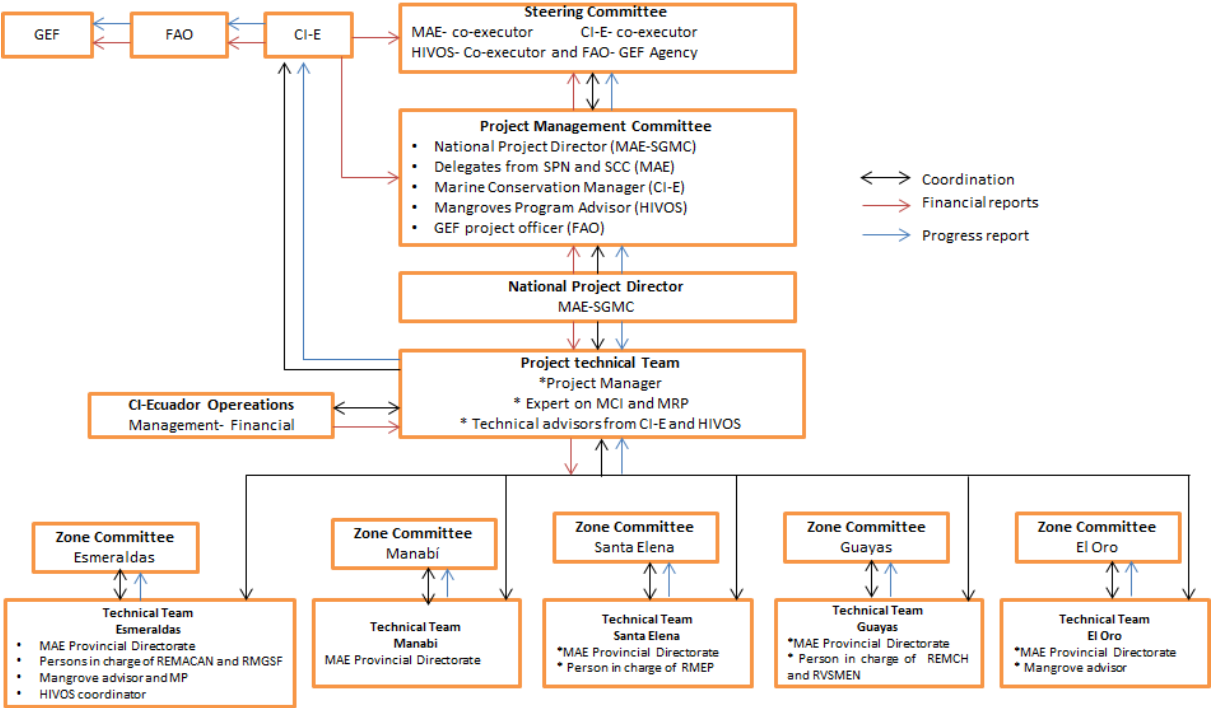 GEF
FAO
CI-E
Steering Committee
MAE- co-executor CI-E- co-executor
HIVOS- Co-executor and FAO- GEF Agency
Project Management Committee
• National Project Director (MAE-SGMC)
• Delegates from SPN and SCC (MAE)
• Marine Conservation Manager (CI-E)
• Mangroves Program Advisor (HIVOS)
• GEF project officer (FAO)
Coordination
Financial reports
Progress report
National Project Director
MAE-SGMC
Project technical Team
*Project Manager
* Expert on MCI and MRP
* Technical advisors from CI-E and HIVOS
CI-Ecuador Opereations
Management- Financial
Zone Committee
Esmeraldas
Zone Committee
Manabí
Zone Committee
Santa Elena
Zone Committee
Guayas
Zone Committee
El Oro
Technical Team
Esmeraldas
• MAE Provincial Directorate
• Persons in charge of REMACAN and RMGSF
• Mangrove advisor and MP
• HIVOS coordinator
Technical Team
Manabi
MAE Provincial Directorate
Technical Team
Santa Elena
*MAE Provincial Directorate
* Person in charge of RMEP
Technical Team
Guayas
*MAE Provincial Directorate
* Person in charge of REMCH
and RVSMEN
Technical Team
El Oro
*MAE Provincial Directorate
* Mangrove advisor